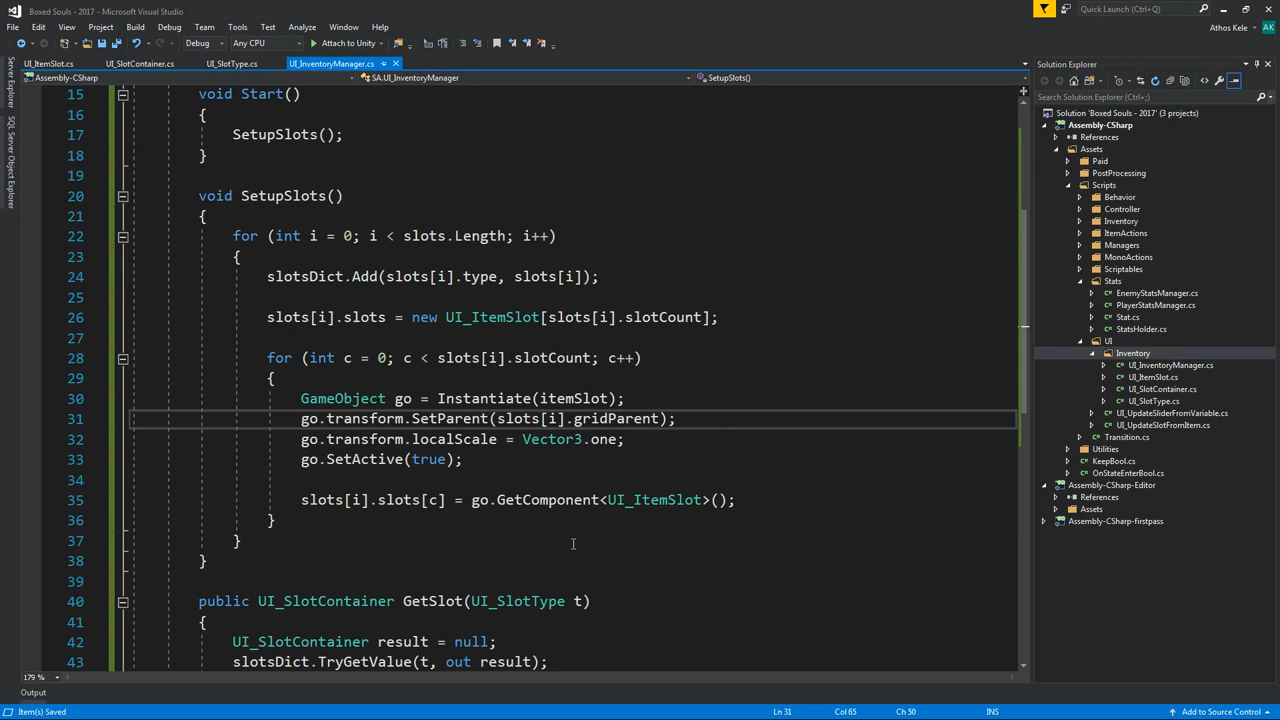 Boxed Souls - 2017 - Microsoft Visual Studio
Quick Launch (Ctrl+Q)
File Edit View Project Build Debug Team Tools Analyze Window Help
Athos Kele AK
Debug Any CPU Attach to Unity
UI_ItemSlot.cs UI_SlotContainer.cs UI_SlotType.cs UI_InventoryManager.cs
Assembly-CSharp SA.UI_InventoryManager SetupSlots()
Server Explorer
SQL Server Object Explorer
15 void Start()
16 {
17 SetupSlots();
18 }
19
20 void SetupSlots()
21 {
22 for (int i = 0; i < slots.Length; i++)
23 {
24 slotsDict.Add(slots[i].type, slots[i]);
25
26 slots[i].slots = new UI_ItemSlot[slots[i].slotCount];
27
28 for (int c = 0; c < slots[i].slotCount; c++)
29 {
30 GameObject go = Instantiate(itemSlot);
31 go.transform.SetParent(slots[i].gridParent);
32 go.transform.localScale = Vector3.one;
33 go.SetActive(true);
34
35 slots[i].slots[c] = go.GetComponent<UI_ItemSlot>();
36 }
37 }
38 }
39
40 public UI_SlotContainer GetSlot(UI_SlotType t)
41 {
42 UI_SlotContainer result = null;
43 slotsDict.TryGetValue(t, out result);
179 %
Output
Solution Explorer
Search Solution Explorer (Ctrl+;)
Solution 'Boxed Souls - 2017' (3 projects)
Assembly-CSharp
References
Assets
Paid
PostProcessing
Scripts
Behavior
Controller
Inventory
ItemActions
Managers
MonoActions
Scriptables
Stats
EnemyStatsManager.cs
PlayerStatsManager.cs
Stat.cs
StatsHolder.cs
UI
Inventory
UI_InventoryManager.cs
UI_ItemSlot.cs
UI_SlotContainer.cs
UI_SlotType.cs
UI_UpdateSliderFromVariable.cs
UI_UpdateSlotFromItem.cs
Transition.cs
Utilities
KeepBool.cs
OnStateEnterBool.cs
Assembly-CSharp-Editor
References
Assets
Assembly-CSharp-firstpass
Item(s) Saved Ln 31 Col 65 Ch 50 INS Add to Source Control